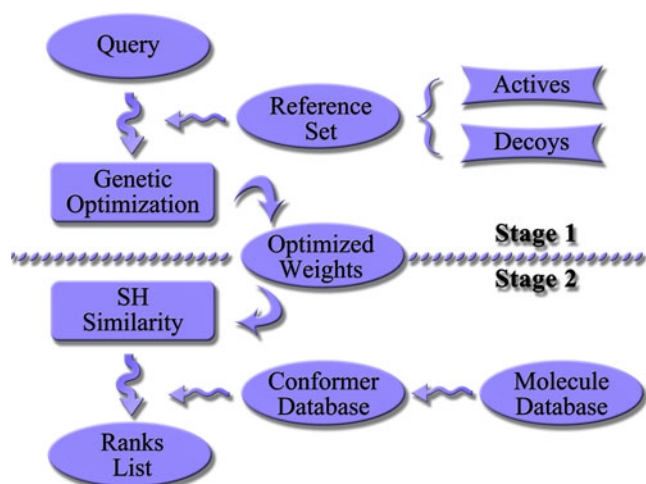 Query
Actives
Reference
Set
Decoys
Genetic
Optimization
Optimized
Weights
Stage 1
Stage 2
SH
Similarity
Conformer
Database
Molecule
Database
Ranks
List